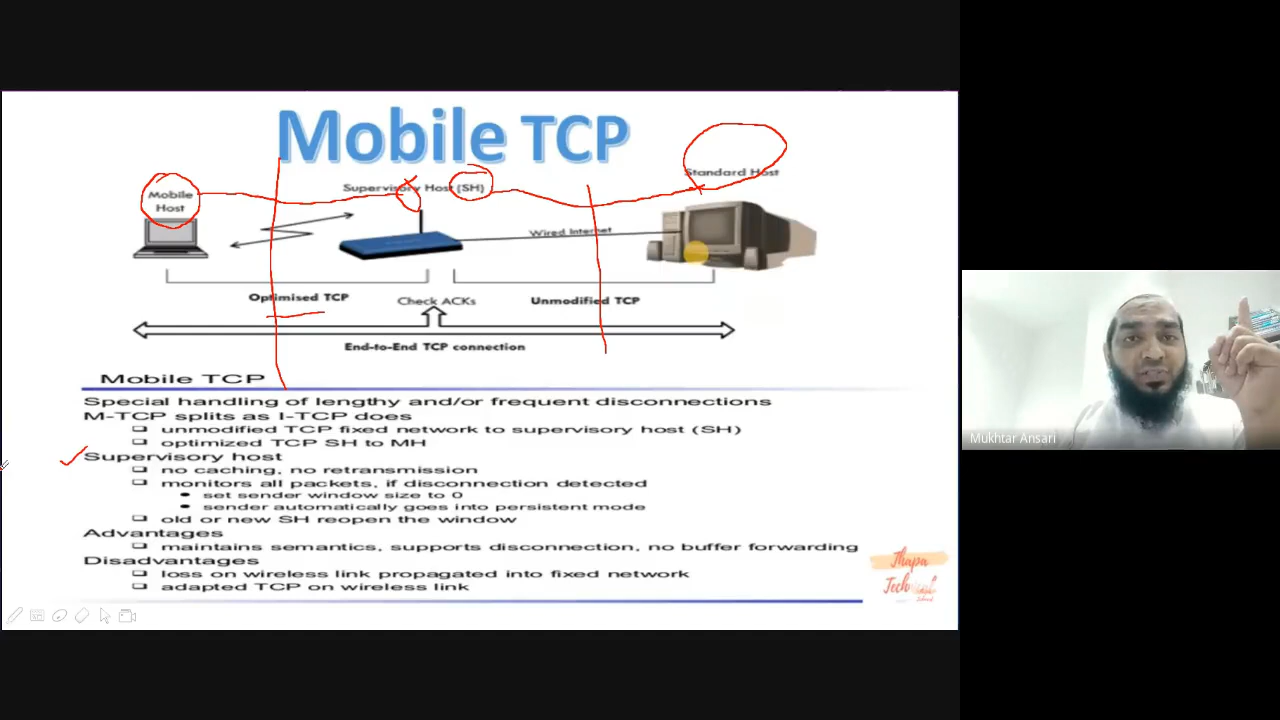 Mobile TCP
Standard Host
Supervisory Host (SH)
Mobile
Host
Wired Internet
Optimised TCP
Check ACKs
Unmodified TCP
End-to-End TCP connection
Mobile TCP
Special handling of lengthy and/or frequent disconnections
M-TCP splits as I-TCP does
unmodified TCP fixed network to supervisory host (SH)
optimized TCP SH to MH
Supervisory host
no caching, no retransmission
monitors all packets, if disconnection detected
set sender window size to 0
sender automatically goes into persistent mode
old or new SH reopen the window
Advantages
maintains semantics, supports disconnection, no buffer forwarding
Disadvantages
loss on wireless link propagated into fixed network
adapted TCP on wireless link
Thapa
Technical
Mukhtar Ansari